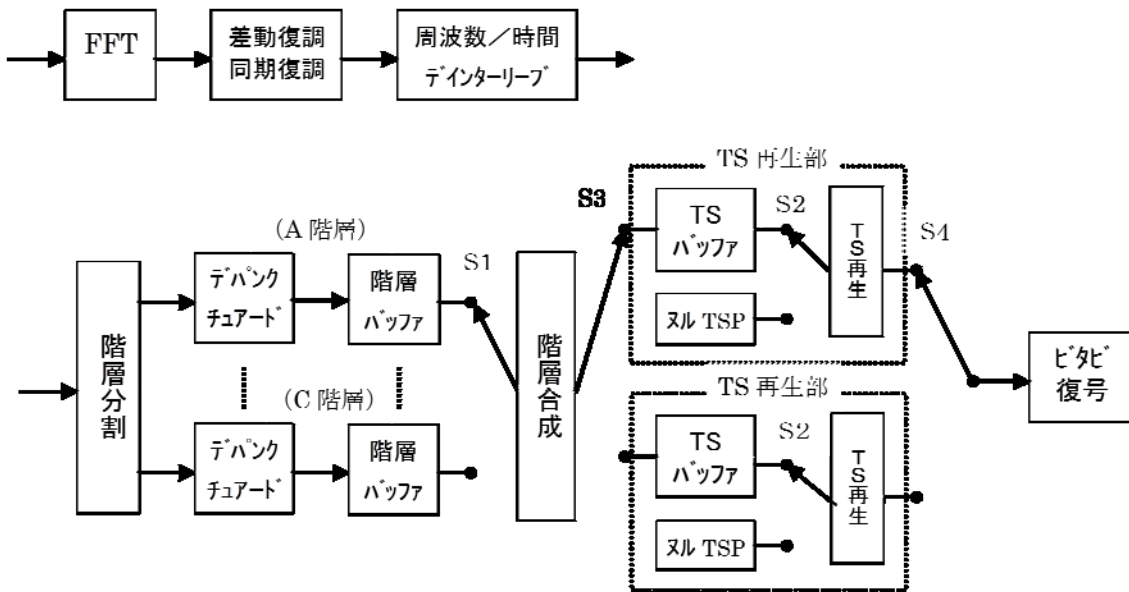 FFT
差動復調
同期復調
周波数／時間
ﾃﾞｲﾝﾀｰﾘｰﾌﾞ
TS 再生部
S3
TS
ﾊﾞｯﾌｧ
S2
TS再生
S4
ﾇﾙ TSP
(A 階層)
階層分割
ﾃﾞﾊﾟﾝｸ
ﾁｭｱｰﾄﾞ
階層
ﾊﾞｯﾌｧ
S1
階層合成
(C 階層)
ﾃﾞﾊﾟﾝｸ
ﾁｭｱｰﾄﾞ
階層
ﾊﾞｯﾌｧ
TS 再生部
TS
ﾊﾞｯﾌｧ
S2
TS再生
ﾇﾙ TSP
ﾋﾞﾀﾋﾞ
復号